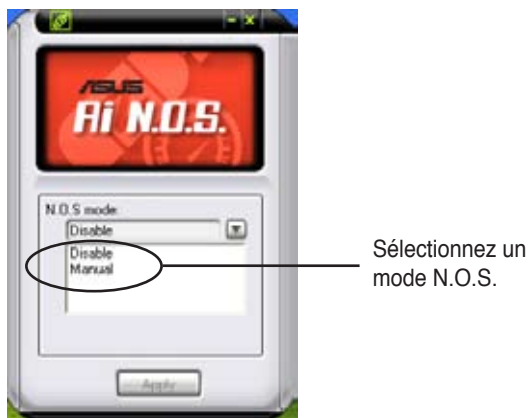 ASUS
Ai N.O.S.
N.O.S mode:
Disable
Disable
Manual
Apply
Sélectionnez un
mode N.O.S.